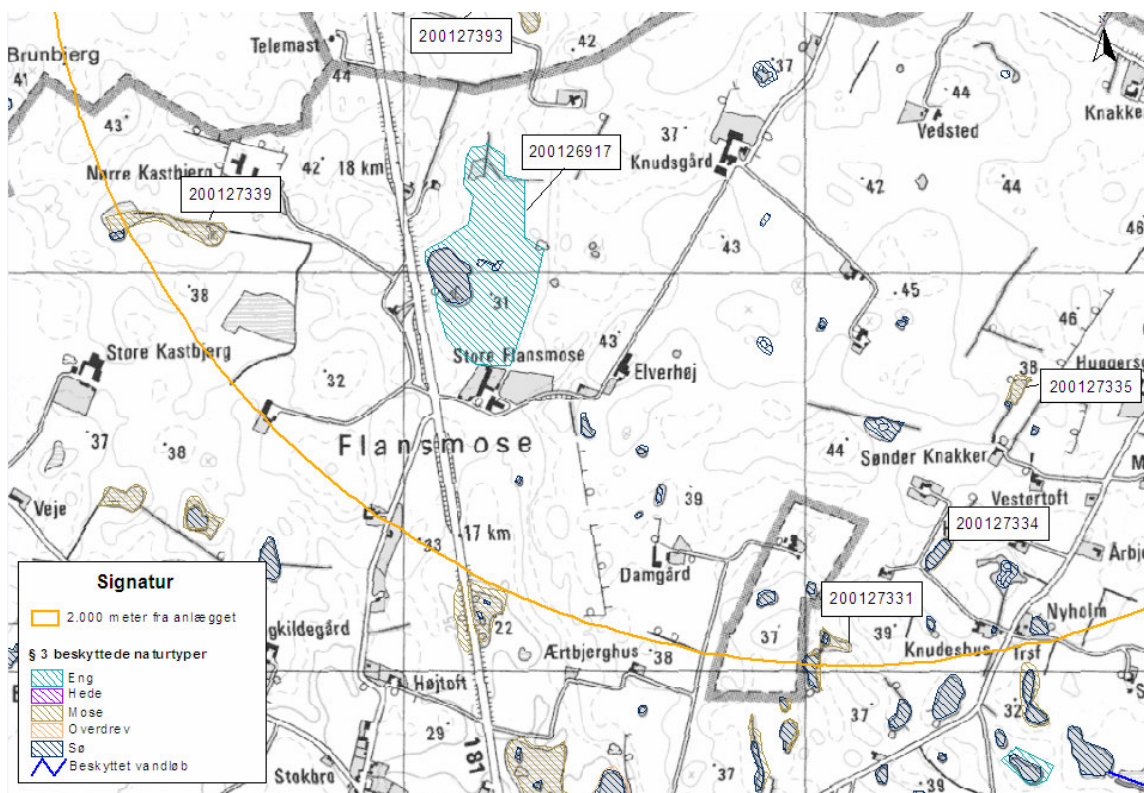 200127393
Telemast
42
Brunbjerg
44
37
41
44
43
Knakke
Vedsted
37
200126917
Knudsgård
42
18 km
Nørre Kastbjerg
42
44
200127339
43
46
38
31
45
46
Store Kastbjerg
Store Flansmose
43
Elverhøj
32
38
Huggers
200127335
Flansmose
37
38
44
Sønder Knakker
M
39
Vestertoft
Veje
200127334
17 km
33
Årbj
Damgård
200127331
Nyholm
22
37
39
Knudeshus
Trsf
gkildegård
Ærtbjerghus
38
Højtoft
37
32
29
181
Stokbro
37
39
Signatur
2.000 meter fra anlægget
§ 3 beskyttede naturtyper
Eng
Hede
Mose
Overdrev
Sø
Beskyttet vandløb